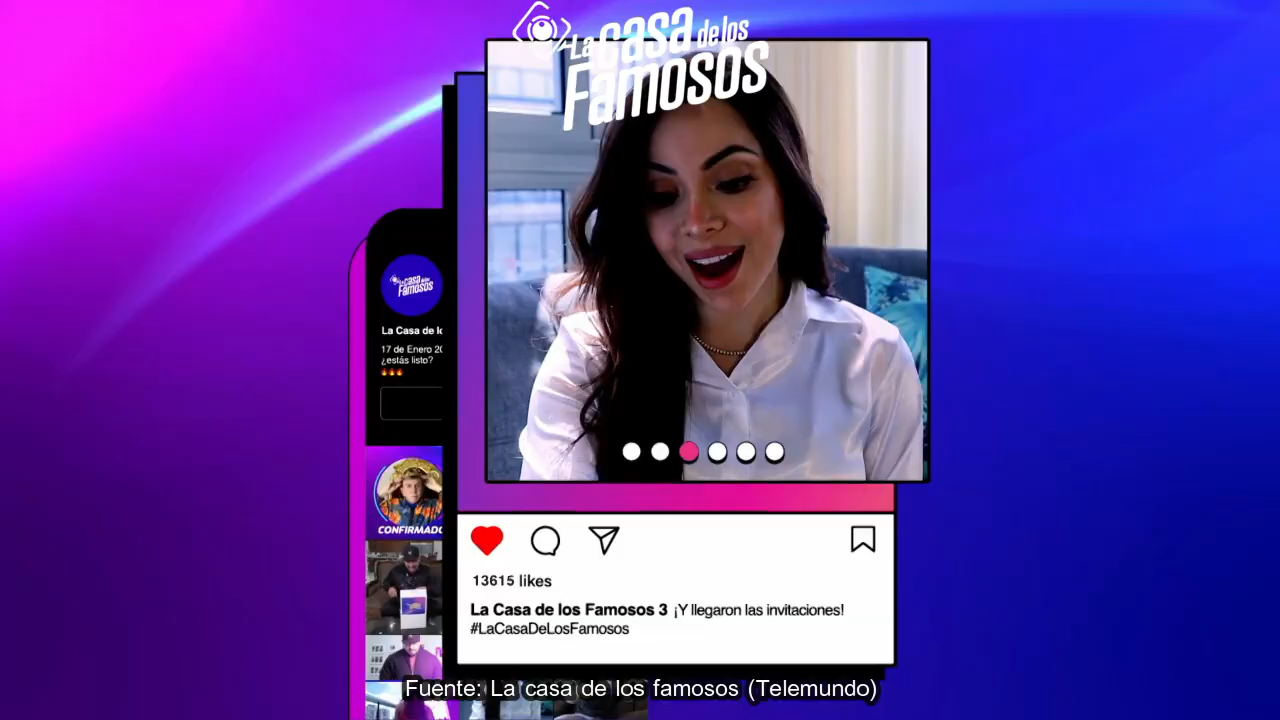 La casa de los
Famosos
La casa de los
Famosos
La Casa de lo
17 de Enero 20
¿estás listo?
CONFIRMADO
13615 likes
La Casa de los Famosos 3 ¡Y llegaron las invitaciones!
#LaCasaDeLosFamosos
Fuente: La casa de los famosos (Telemundo)